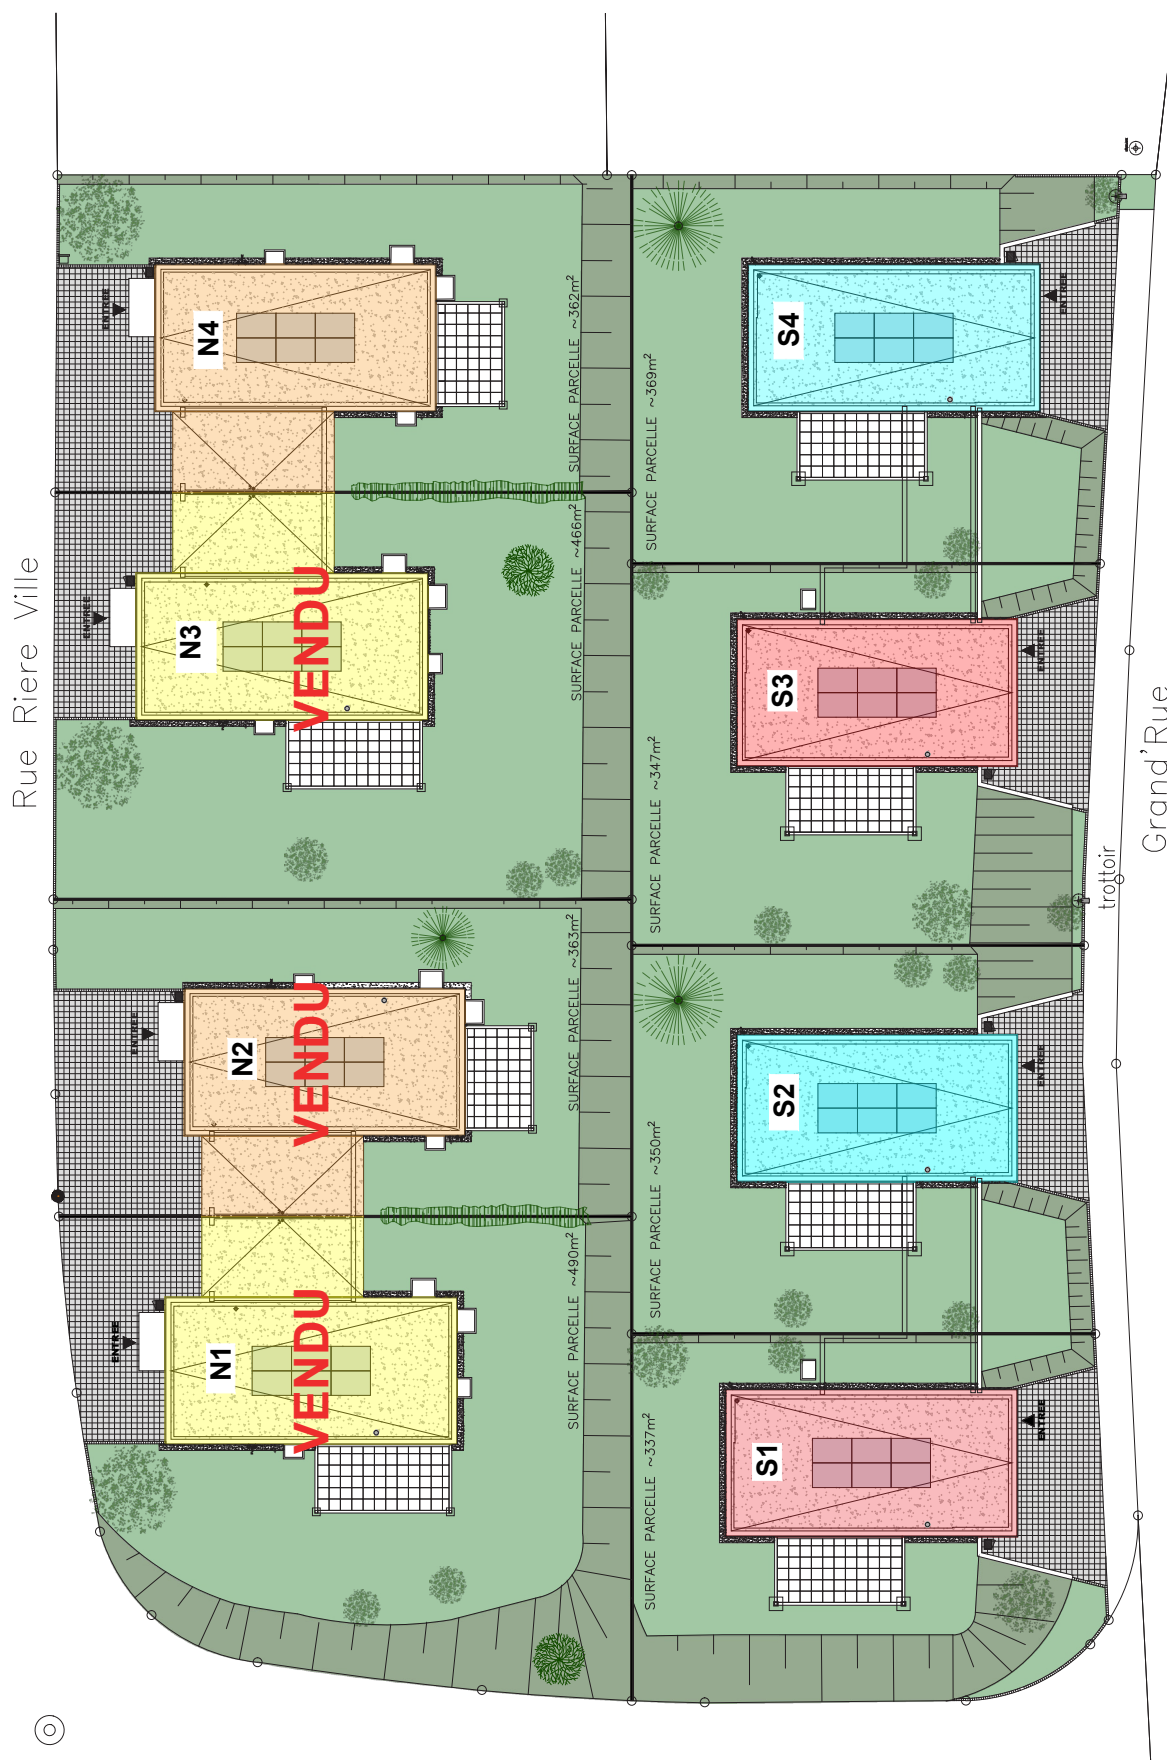 Rue Riere Ville
Grand'Rue
trottoir
N4
ENTREE
SURFACE PARCELLE ~362m²
N3
VENDU
ENTREE
SURFACE PARCELLE ~466m²
N2
VENDU
ENTREE
SURFACE PARCELLE ~363m²
N1
VENDU
ENTREE
SURFACE PARCELLE ~490m²
S4
ENTREE
SURFACE PARCELLE ~369m²
S3
ENTREE
SURFACE PARCELLE ~347m²
S2
ENTREE
SURFACE PARCELLE ~350m²
S1
ENTREE
SURFACE PARCELLE ~337m²